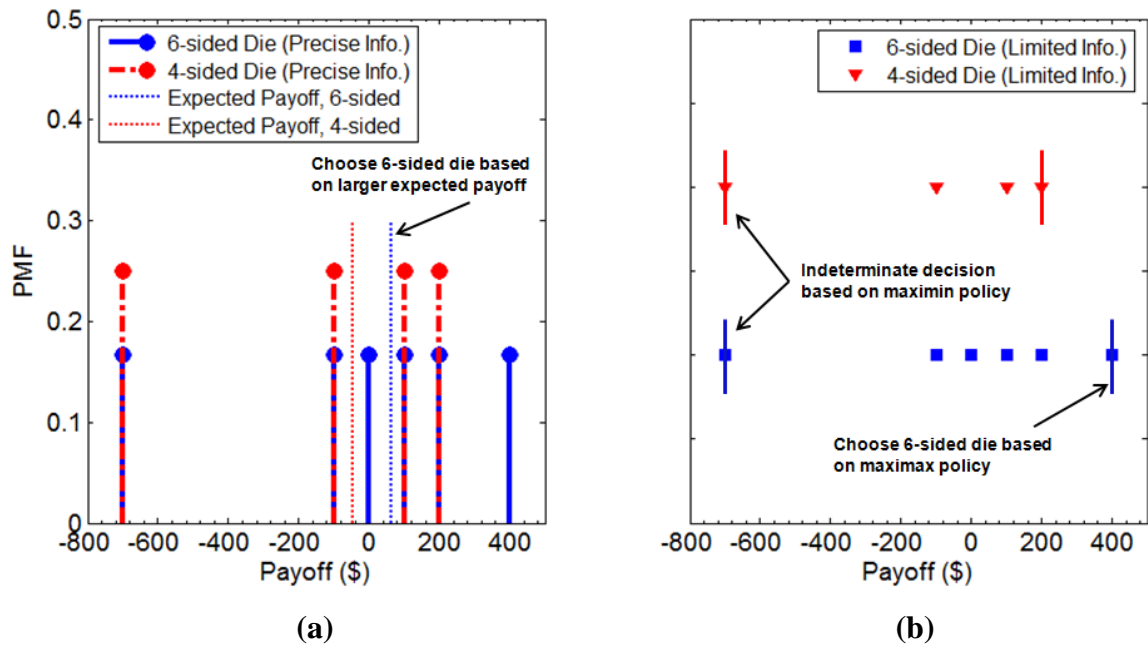 0.5
0.4
0.3
0.2
0.1
0
PMF
6-sided Die (Precise Info.)
4-sided Die (Precise Info.)
Expected Payoff, 6-sided
Expected Payoff, 4-sided
Choose 6-sided die based
on larger expected payoff
-800 -600 -400 -200 0 200 400
Payoff ($)
(a)
6-sided Die (Limited Info.)
4-sided Die (Limited Info.)
Indeterminate decision
based on maximin policy
Choose 6-sided die based
on maximax policy
-800 -600 -400 -200 0 200 400
Payoff ($)
(b)